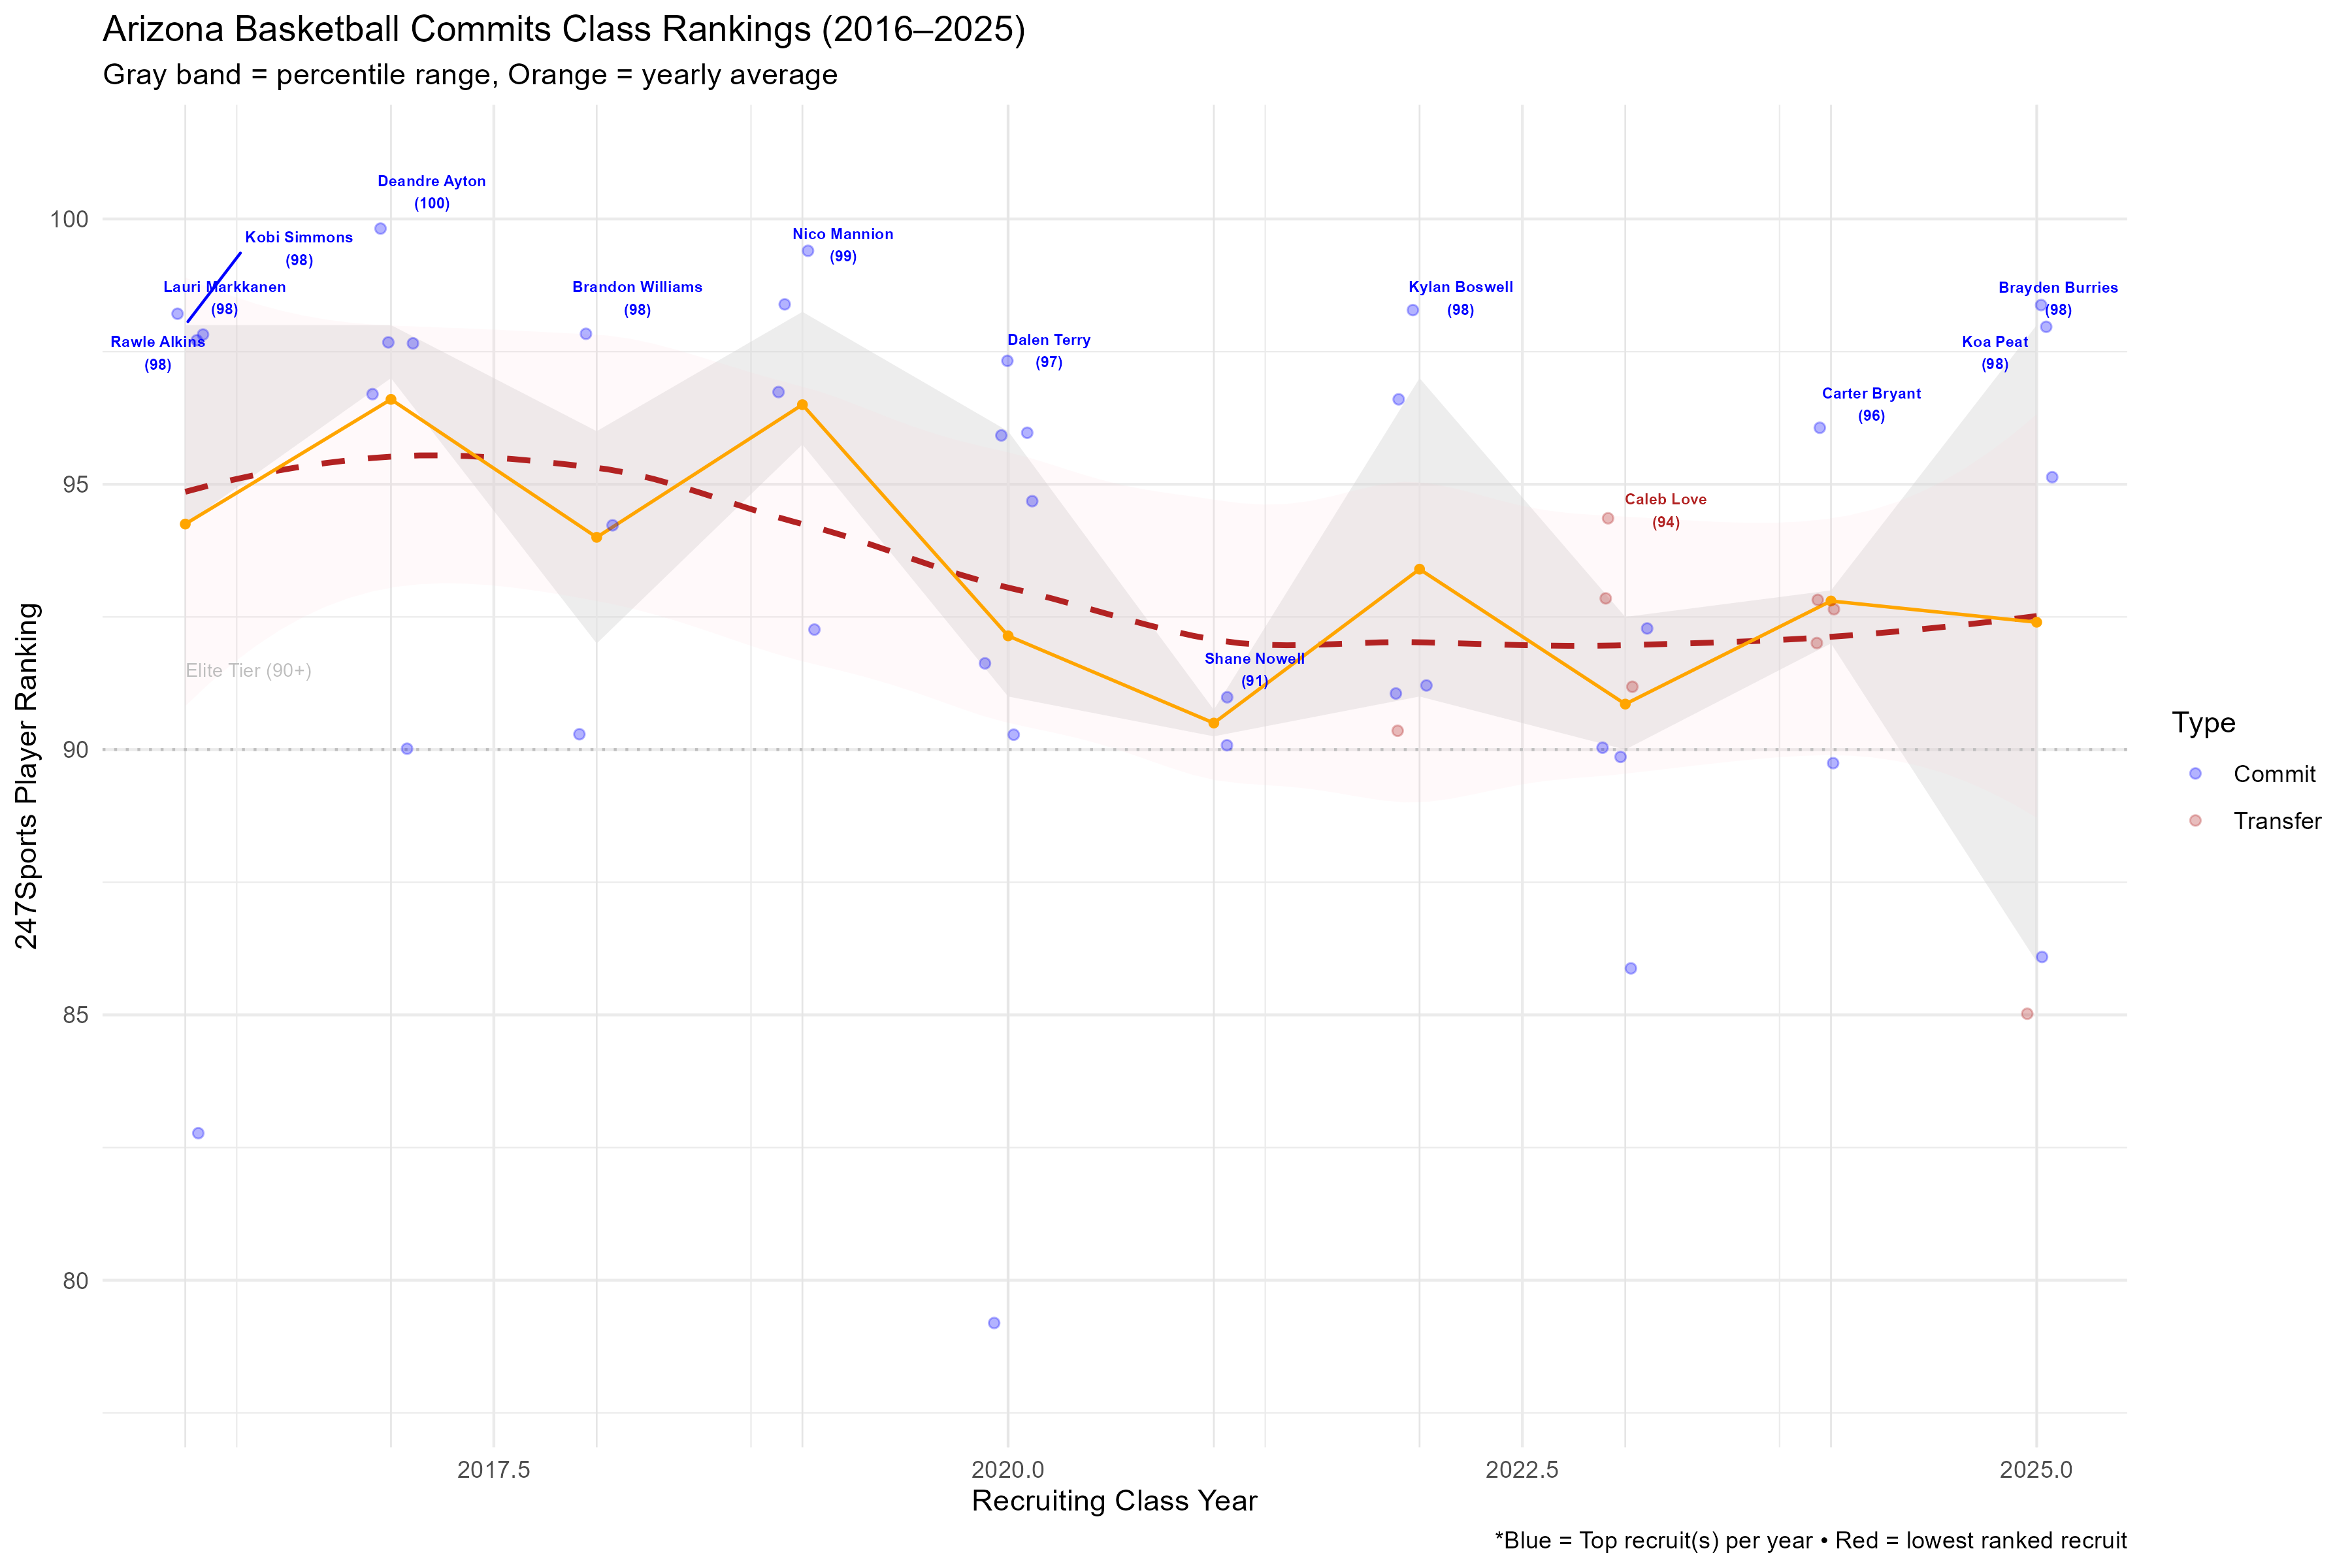 Arizona Basketball Commits Class Rankings (2016–2025)
Gray band = percentile range, Orange = yearly average
Deandre Ayton
(100)
Kobi Simmons
(98)
Lauri Markkanen
(98)
Rawle Alkins
(98)
Brandon Williams
(98)
Nico Mannion
(99)
Dalen Terry
(97)
Shane Nowell
(91)
Kylan Boswell
(98)
Caleb Love
(94)
Carter Bryant
(96)
Brayden Burries
(98)
Koa Peat
(98)
Elite Tier (90+)
100
95
90
85
80
247Sports Player Ranking
2017.5
2020.0
2022.5
2025.0
Recruiting Class Year
Type
Commit
Transfer
*Blue = Top recruit(s) per year • Red = lowest ranked recruit